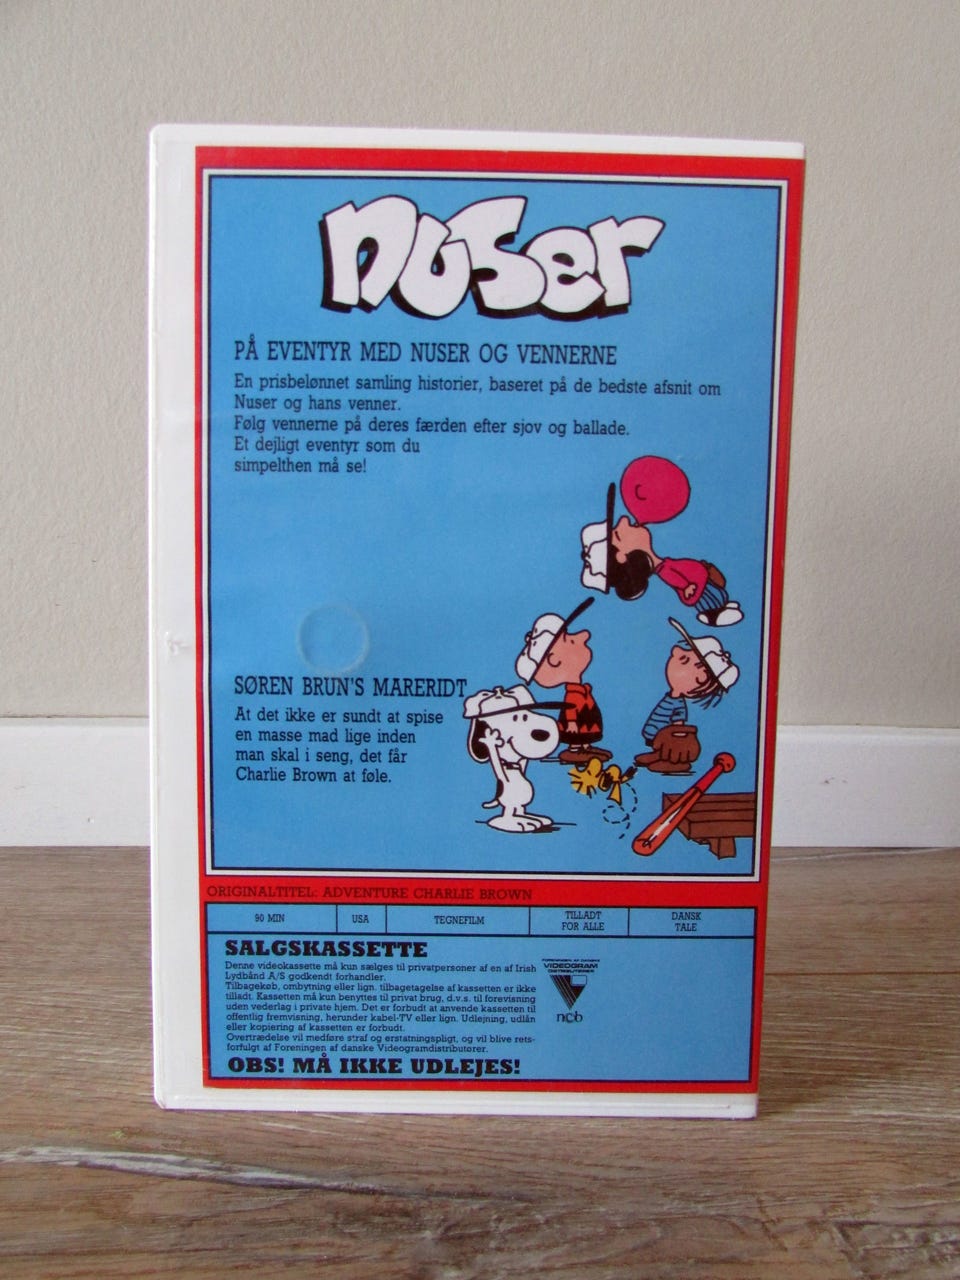 nuser
PÅ EVENTYR MED NUSER OG VENNERNE
En prisbelønnet samling historier, baseret på de bedste afsnit om
Nuser og hans venner.
Følg vennerne på deres færden efter sjov og ballade.
Et dejligt eventyr som du
simpelthen må se!
SØREN BRUN'S MARERIDT
At det ikke er sundt at spise
en masse mad lige inden
man skal i seng, det får
Charlie Brown at føle.
ORIGINALTITEL: ADVENTURE CHARLIE BROWN
90 MIN USA TEGNEFILM TILLADT FOR ALLE DANSK TALE
SALGSKASSETTE
Denne videokassette må kun sælges til privatpersoner af en af Irish
Lydbånd A/S godkendt forhandler.
Tilbagekøb, ombytning eller lign. tilbagetagelse af kassetten er ikke
tilladt. Kassetten må kun benyttes til privat brug, d.v.s. til forevisning
uden vederlag i private hjem. Det er forbudt at anvende kassetten til
offentlig fremvisning, herunder kabel-TV eller lign. Udlejning, udlån
eller kopiering af kassetten er forbudt.
Overtrædelse vil medføre straf og erstatningspligt, og vil blive rets-
forfulgt af Foreningen af danske Videogramdistributører.
OBS! MÅ IKKE UDLEJES!
FORENINGEN AF DANSKE
VIDEOGRAM
DISTRIBUTØRER
ncb